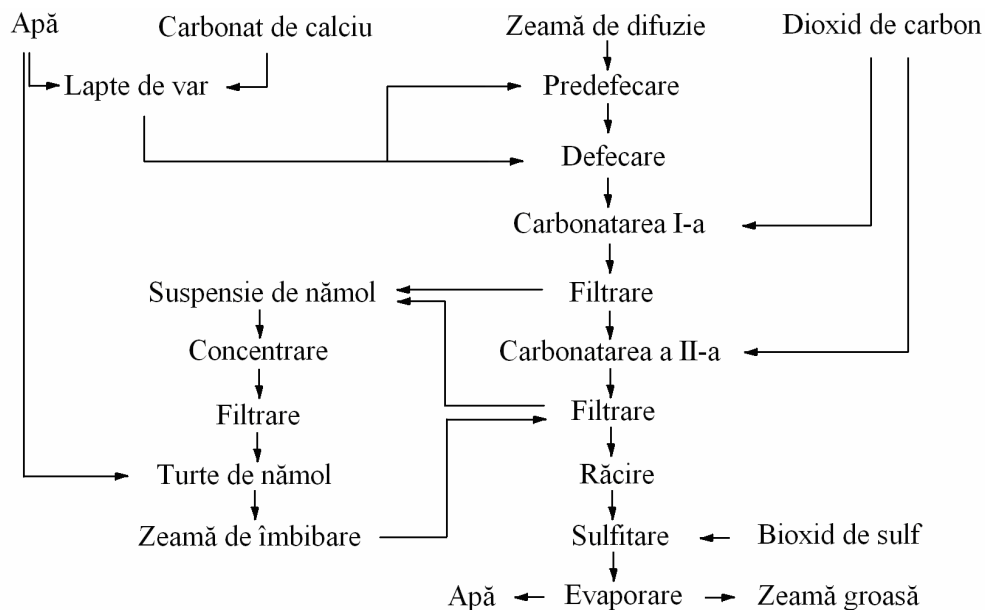 Apă
Carbonat de calciu
Zeamă de difuzie
Dioxid de carbon
Lapte de var
Predefecare
Defecare
Carbonatarea I-a
Suspensie de nămol
Filtrare
Concentrare
Carbonatarea a II-a
Filtrare
Filtrare
Turte de nămol
Răcire
Zeamă de îmbibare
Sulfitare
Bioxid de sulf
Apă
Evaporare
Zeamă groasă